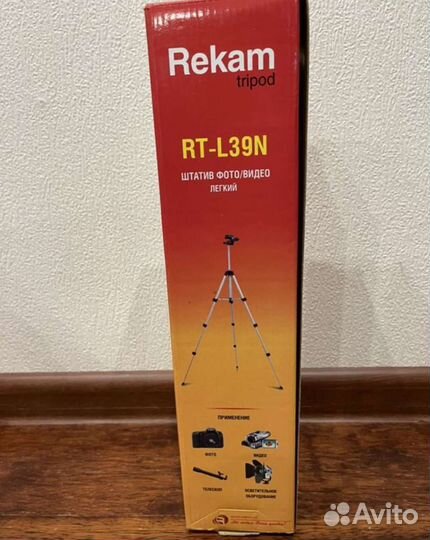 Rekam
tripod
RT-L39N
ШТАТИВ ФОТО/ВИДЕО
ЛЕГКИЙ
ПРИМЕНЕНИЕ
ФОТО
ВИДЕО
ТЕЛЕСКОП
ОСВЕТИТЕЛЬНОЕ
ОБОРУДОВАНИЕ
Avito